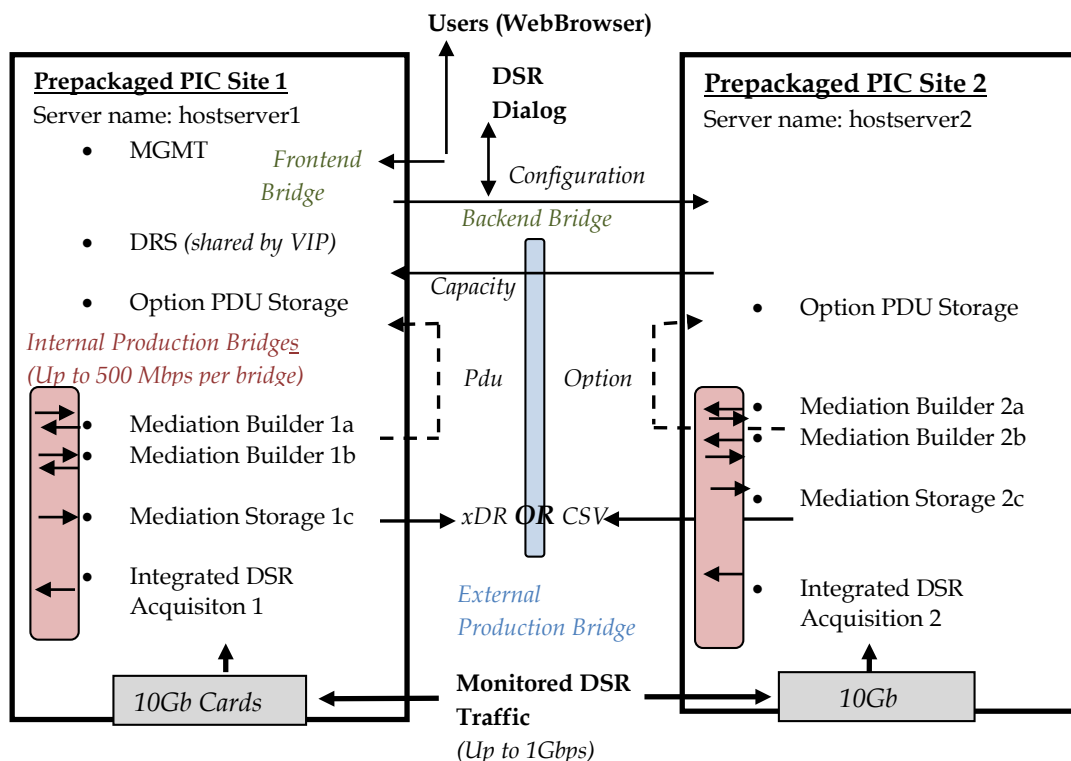 Users (WebBrowser)
Prepackaged PIC Site 1
Server name: hostserver1
• MGMT
Frontend
Bridge
• DRS (shared by VIP)
• Option PDU Storage
Internal Production Bridges
(Up to 500 Mbps per bridge)
• Mediation Builder 1a
• Mediation Builder 1b
• Mediation Storage 1c
• Integrated DSR
Acquisiton 1
10Gb Cards
DSR
Dialog
Configuration
Backend Bridge
Capacity
Pdu Option
xDR OR CSV
External
Production Bridge
Monitored DSR
Traffic
(Up to 1Gbps)
Prepackaged PIC Site 2
Server name: hostserver2
• Option PDU Storage
• Mediation Builder 2a
• Mediation Builder 2b
• Mediation Storage 2c
• Integrated DSR
Acquisition 2
10Gb